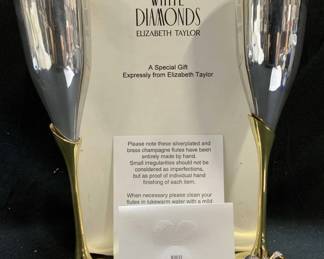 WHITE
DIAMONDS
ELIZABETH TAYLOR
A Special Gift
Expressly from Elizabeth Taylor
Please note these silverplated and
brass champagne flutes have been
entirely made by hand.
Small irregularities should not be
considered as imperfections,
but as proof of individual hand
finishing of each item.
When necessary please clean your
flutes in lukewarm water with a mild
WHITE